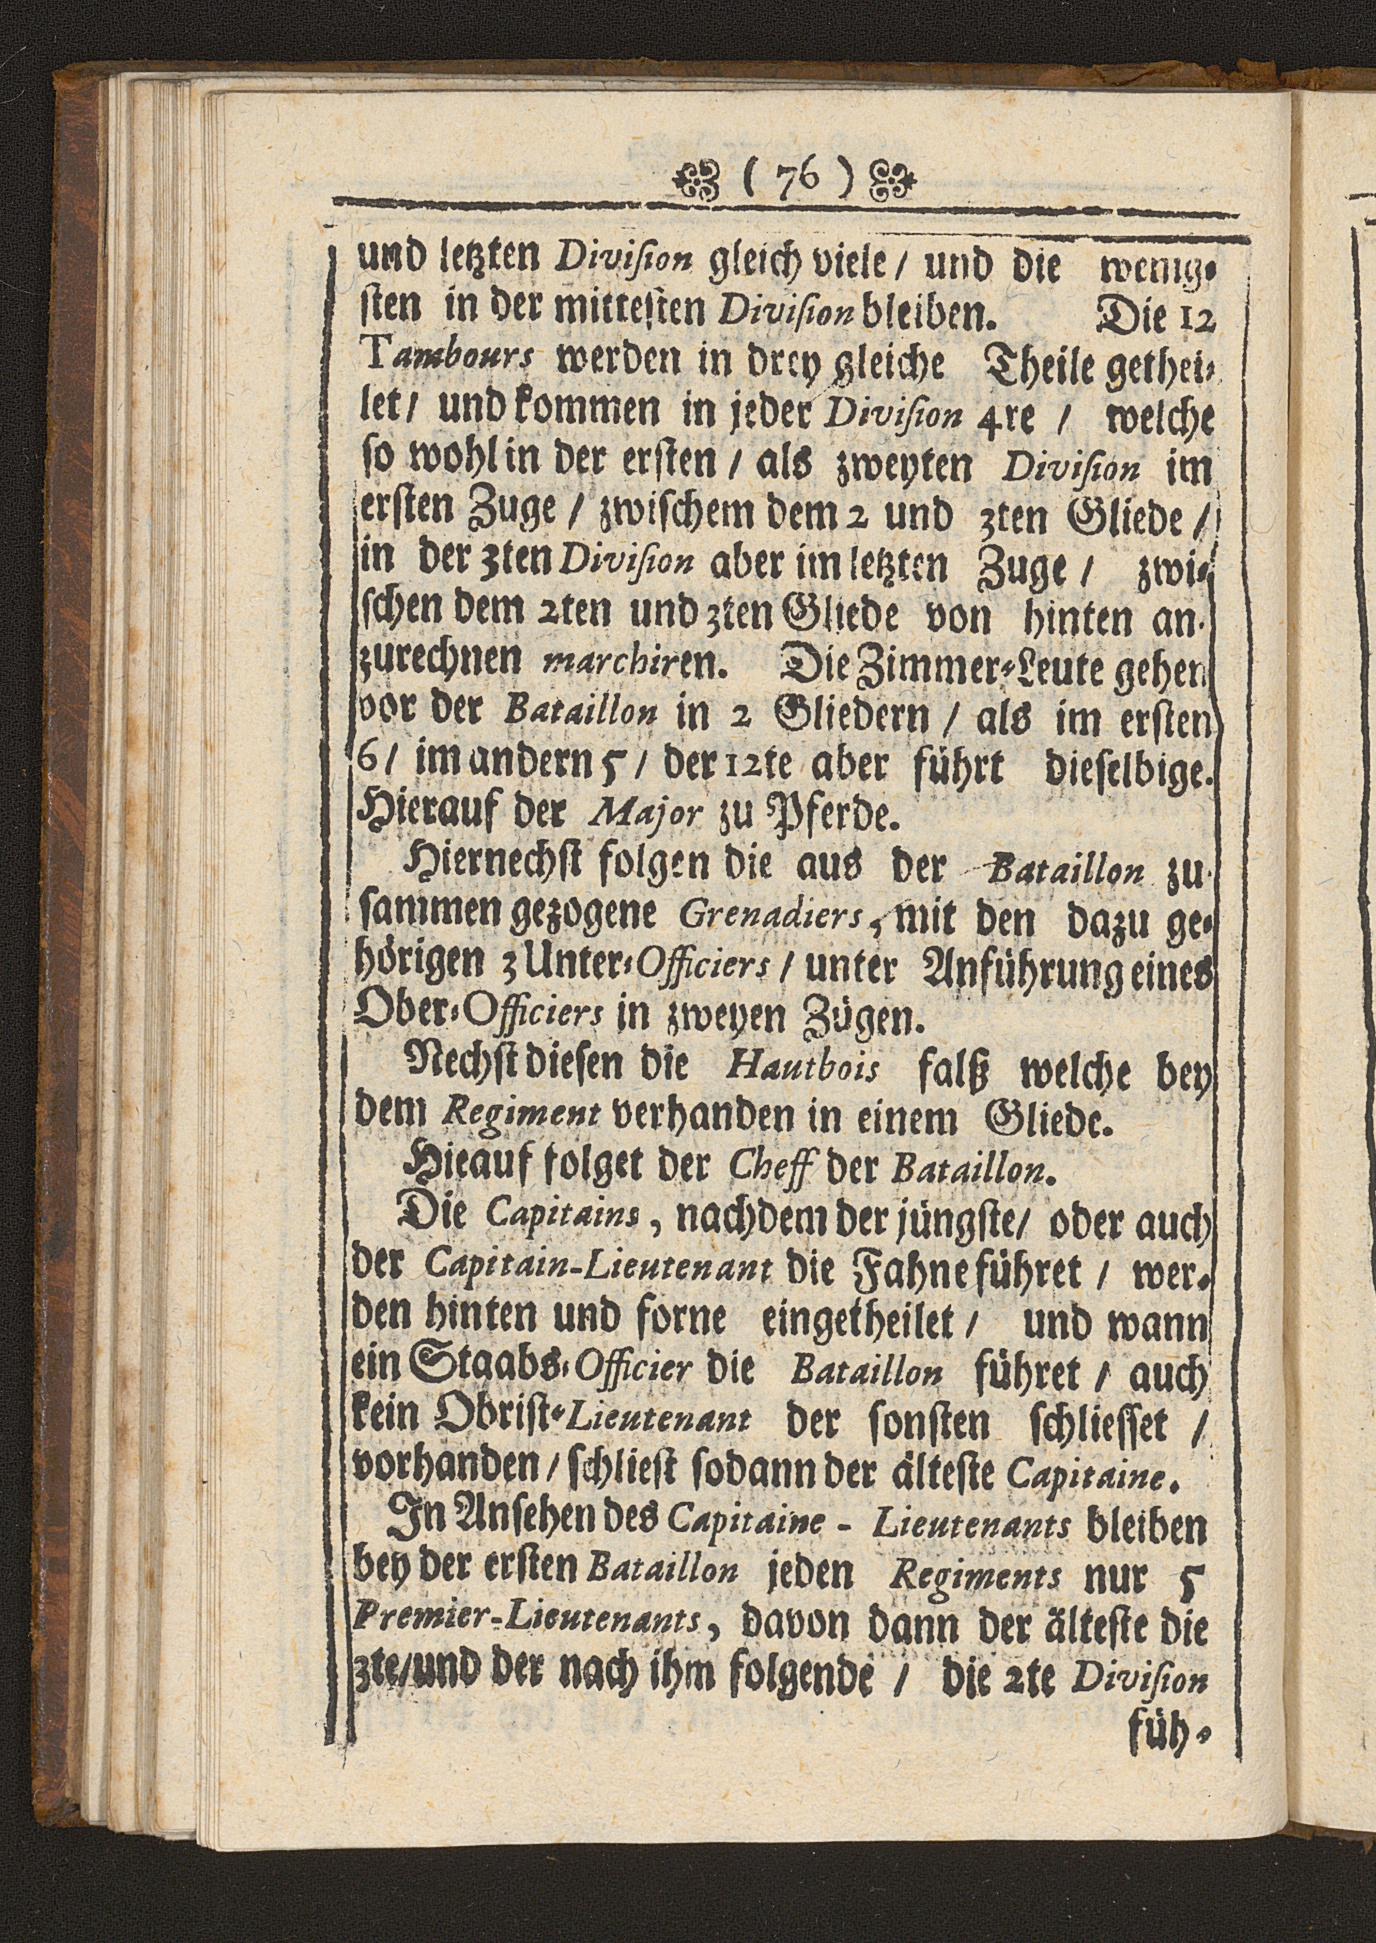 ( 76 )
und letzten Diviſion gleich viele / und die wenig-
ſten in der mitteſten Diviſion bleiben. Die 12
Tambours werden in drey gleiche Theile gethei-
let / und kommen in jeder Diviſion 4re / welche
ſo wohl in der erſten / als zweyten Diviſion im
erſten Zuge / zwiſchem dem 2 und 3ten Gliede /
in der 3ten Diviſion aber im letzten Zuge / zwi-
ſchen dem 2ten und 3ten Gliede von hinten an-
zurechnen marchiren. Die Zimmer-Leute gehen
vor der Bataillon in 2 Gliedern / als im erſten
6 / im andern 5 / der 12te aber führt dieſelbige.
Hierauf der Major zu Pferde.
Hiernechſt folgen die aus der Bataillon zu-
ſammen gezogene Grenadiers, mit den dazu ge-
hörigen 3 Unter-Officiers / unter Anführung eines
Ober-Officiers in zweyen Zügen.
Nechſt dieſen die Hautbois falß welche bey
dem Regiment verhanden in einem Gliede.
Hieauf folget der Cheff der Bataillon.
Die Capitains, nachdem der jüngſte / oder auch
der Capitain-Lieutenant die Fahne führet / wer-
den hinten und forne eingetheilet / und wann
ein Staabs-Officier die Bataillon führet / auch
kein Obriſt-Lieutenant der ſonſten ſchlieſſet /
vorhanden / ſchlieſt ſodann der älteſte Capitaine.
In Anſehen des Capitaine - Lieutenants bleiben
bey der erſten Bataillon jeden Regiments nur 5
Premier-Lieutenants, davon dann der älteſte die
3te / und der nach ihm folgende / die 2te Diviſion
füh-